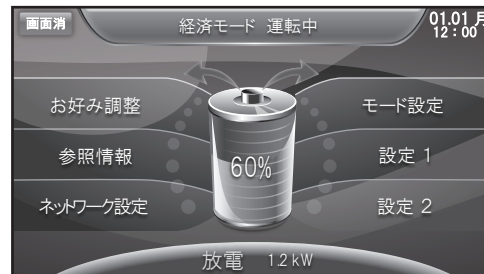 画面消
経済モード 運転中
01.01 月
12：00
お好み調整
モード設定
参照情報
60%
設定 1
ネットワーク設定
設定 2
放電 1.2 kW